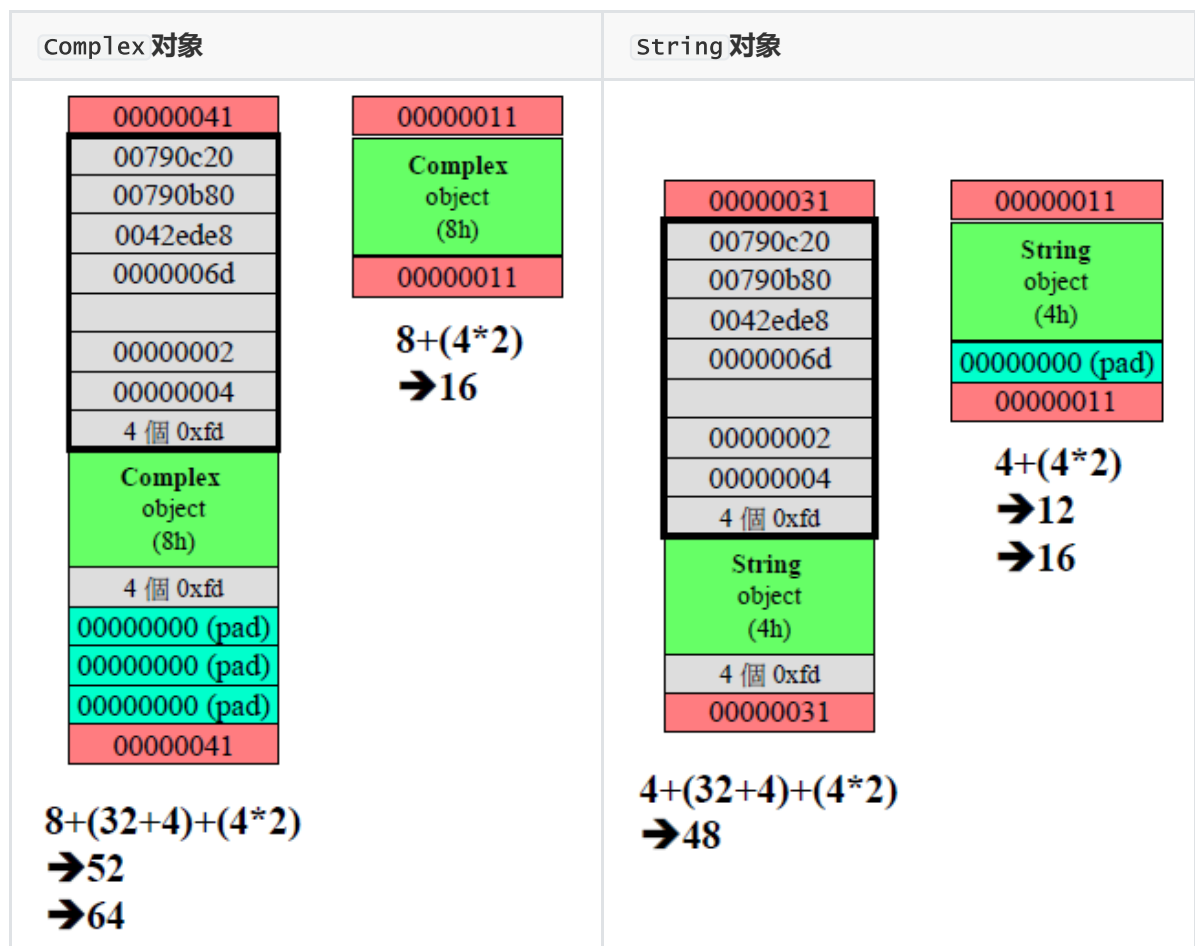 Complex对象
String对象
00000041
00790c20
00790b80
0042ede8
0000006d
00000002
00000004
4 個 0xfd
Complex
object
(8h)
4 個 0xfd
00000000 (pad)
00000000 (pad)
00000000 (pad)
00000041
8+(32+4)+(4*2)
➔52
➔64
00000011
Complex
object
(8h)
00000011
8+(4*2)
➔16
00000031
00790c20
00790b80
0042ede8
0000006d
00000002
00000004
4 個 0xfd
String
object
(4h)
4 個 0xfd
00000031
4+(32+4)+(4*2)
➔48
00000011
String
object
(4h)
00000000 (pad)
00000011
4+(4*2)
➔12
➔16